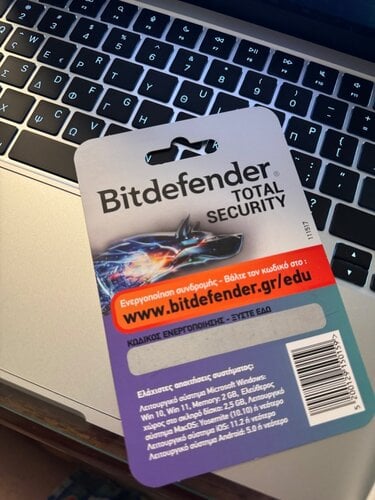 Bitdefender®
TOTAL
SECURITY
Ενεργοποίηση συνδρομής - Βάλτε τον κωδικό στο :
www.bitdefender.gr/edu
ΚΩΔΙΚΟΣ ΕΝΕΡΓΟΠΟΙΗΣΗΣ - ΞΥΣΤΕ ΕΔΩ
Ελάχιστες απαιτήσεις συστήματος:
Λειτουργικό σύστημα Microsoft Windows:
Win 10, Win 11, Memory: 2 GB, Ελεύθερος
χώρος στο σκληρό δίσκο: 2.5 GB, Λειτουργικό
σύστημα MacOS: Yosemite (10.10) ή νεότερο
Λειτουργικό σύστημα iOS: 11.2 ή νεότερο
Λειτουργικό σύστημα Android: 5.0 ή νεότερο